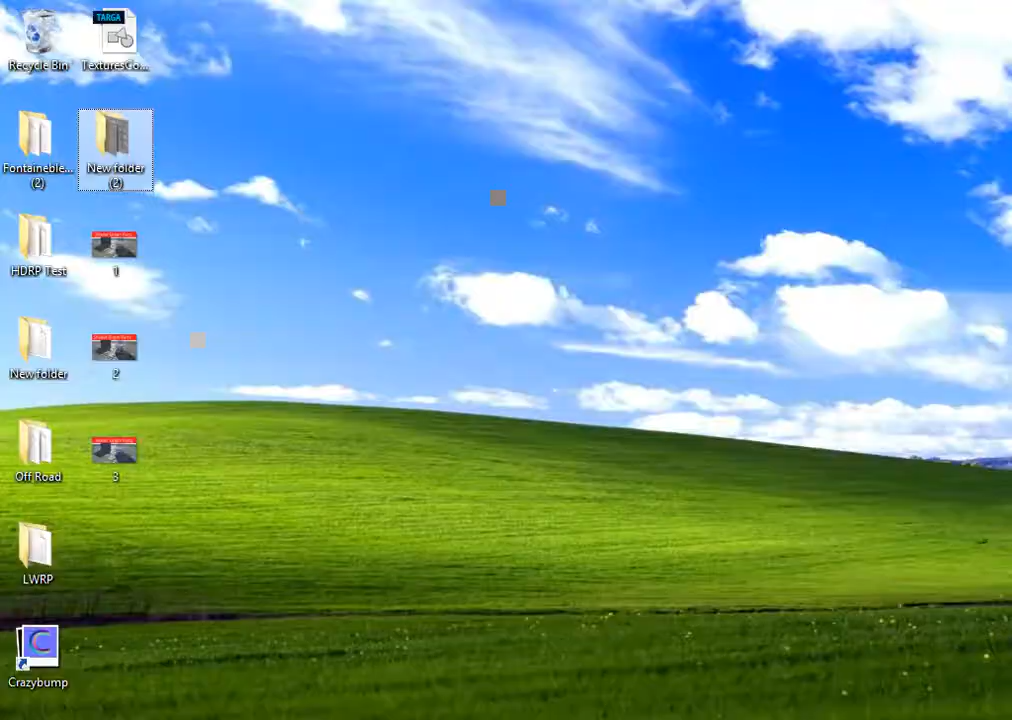 Recycle Bin
TARGA
TexturesCo...
Fontaineble...
(2)
New folder
(2)
HDRP Test
1
New folder
2
Off Road
3
LWRP
C
Crazybump